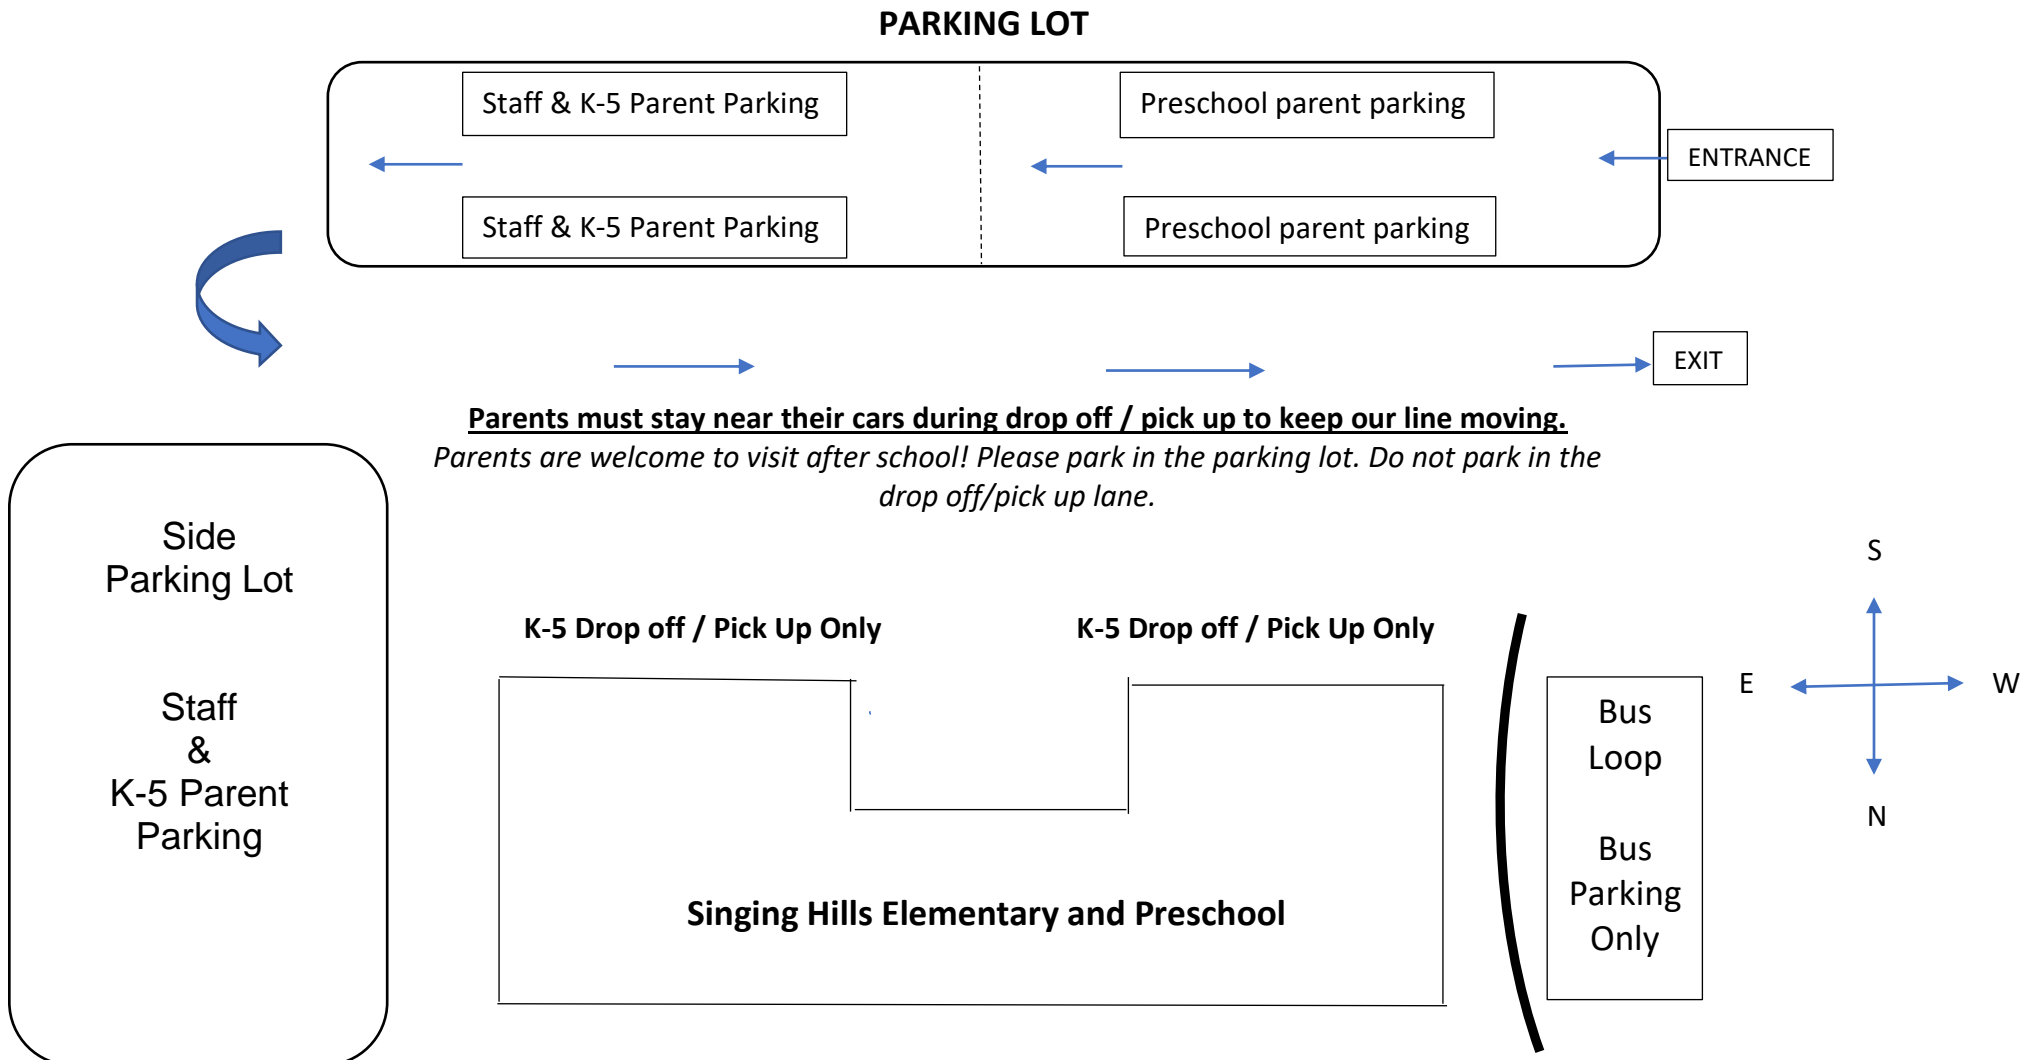 PARKING LOT
Staff & K-5 Parent Parking
Preschool parent parking
ENTRANCE
Staff & K-5 Parent Parking
Preschool parent parking
EXIT
Parents must stay near their cars during drop off / pick up to keep our line moving.
Parents are welcome to visit after school! Please park in the parking lot. Do not park in the
drop off/pick up lane.
Side
Parking Lot
Staff
&
K-5 Parent
Parking
K-5 Drop off / Pick Up Only
K-5 Drop off / Pick Up Only
Singing Hills Elementary and Preschool
Bus
Loop
Bus
Parking
Only
S
E
W
N